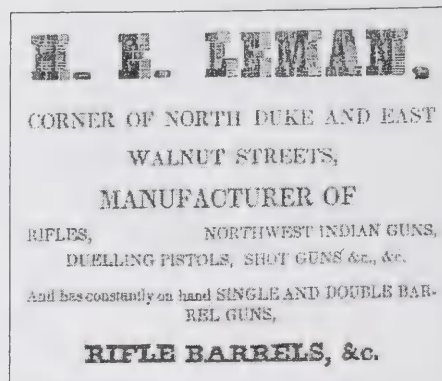 H. E. LEMAN,
CORNER OF NORTH DUKE AND EAST
WALNUT STREETS,
MANUFACTURER OF
RIFLES, NORTHWEST INDIAN GUNS,
DUELLING PISTOLS, SHOT GUNS &c., &c.
And has constantly on hand SINGLE AND DOUBLE BAR-
REL GUNS,
RIFLE BARRELS, &c.